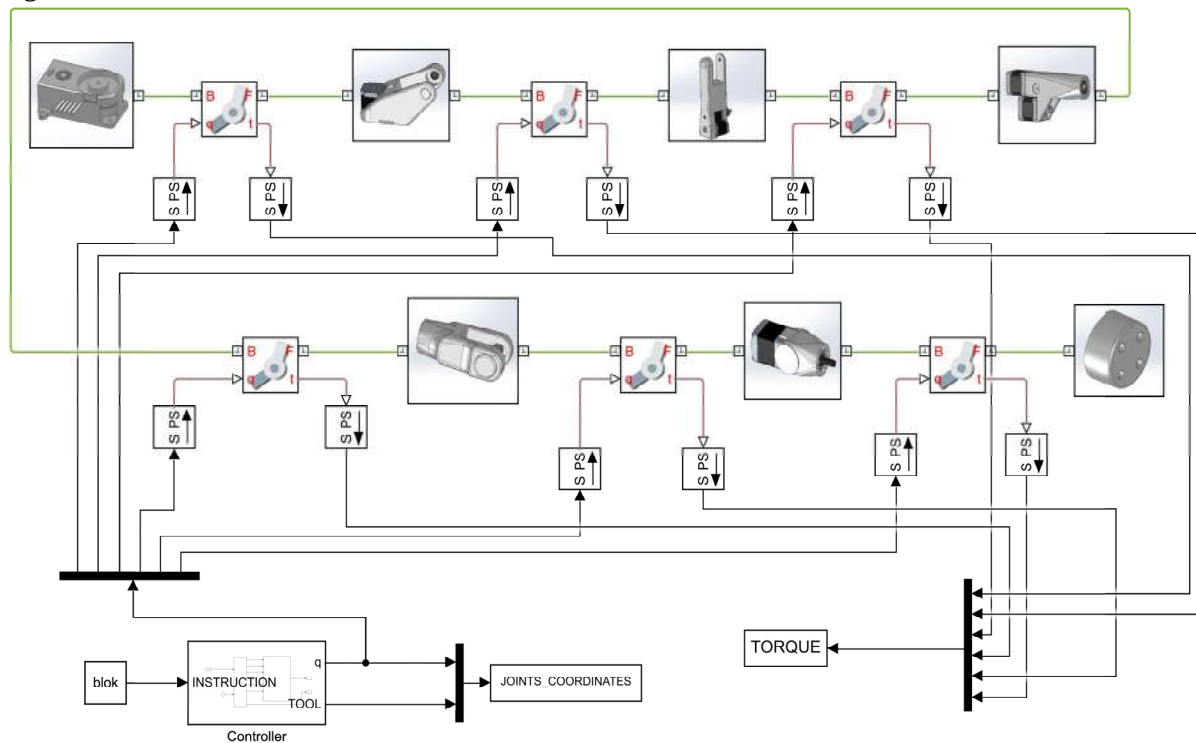 B F
q t
B F
q t
B F
q t
S PS
S PS
S PS
S PS
S PS
S PS
B F
q t
B F
q t
B F
q t
S PS
S PS
S PS
S PS
S PS
S PS
blok
INSTRUCTION
q
TOOL
Controller
JOINTS_COORDINATES
TORQUE